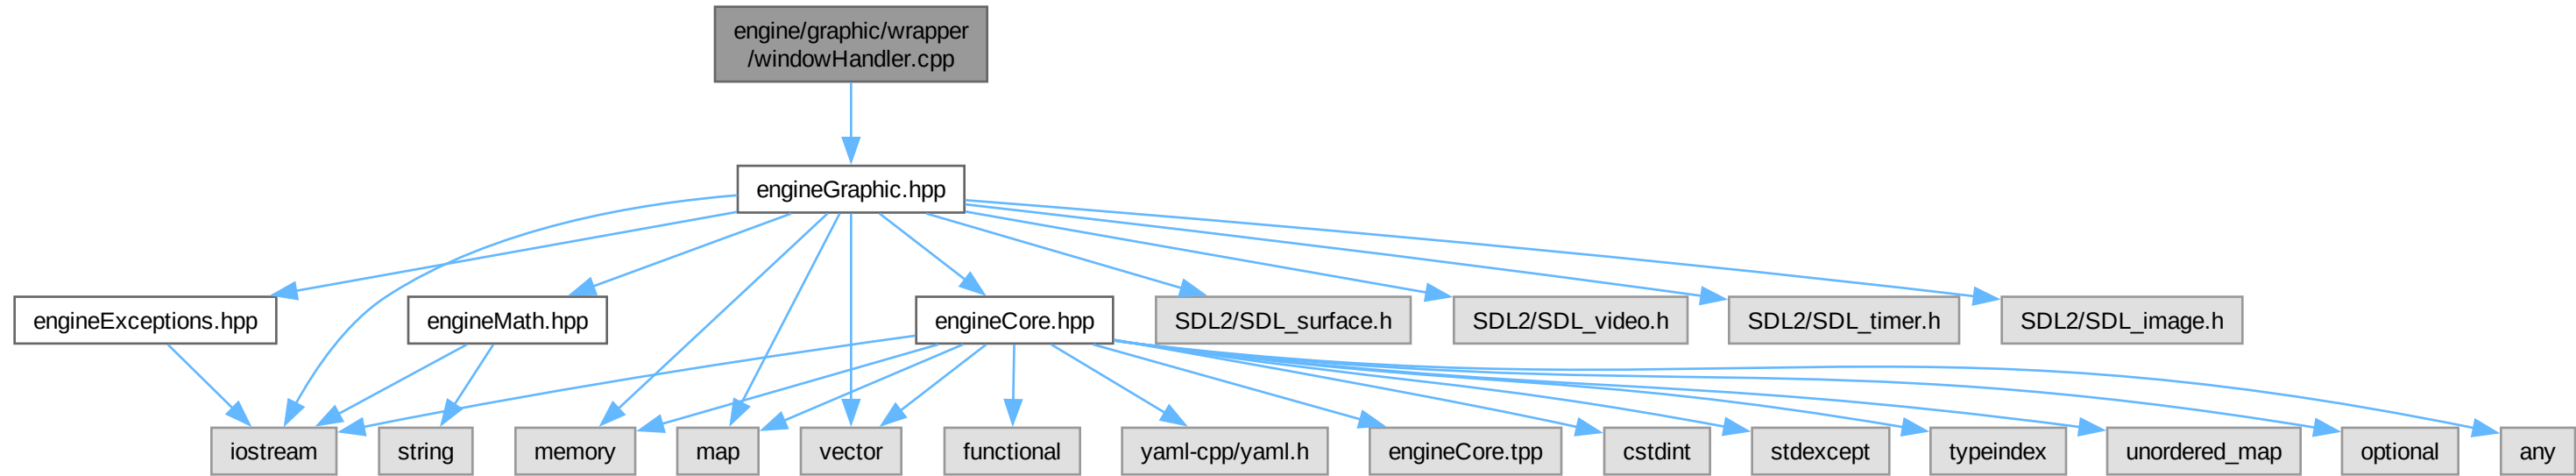 engine/graphic/wrapper
/windowHandler.cpp
engineGraphic.hpp
engineExceptions.hpp
engineMath.hpp
engineCore.hpp
SDL2/SDL_surface.h
SDL2/SDL_video.h
SDL2/SDL_timer.h
SDL2/SDL_image.h
iostream
string
memory
map
vector
functional
yaml-cpp/yaml.h
engineCore.tpp
cstdint
stdexcept
typeindex
unordered_map
optional
any